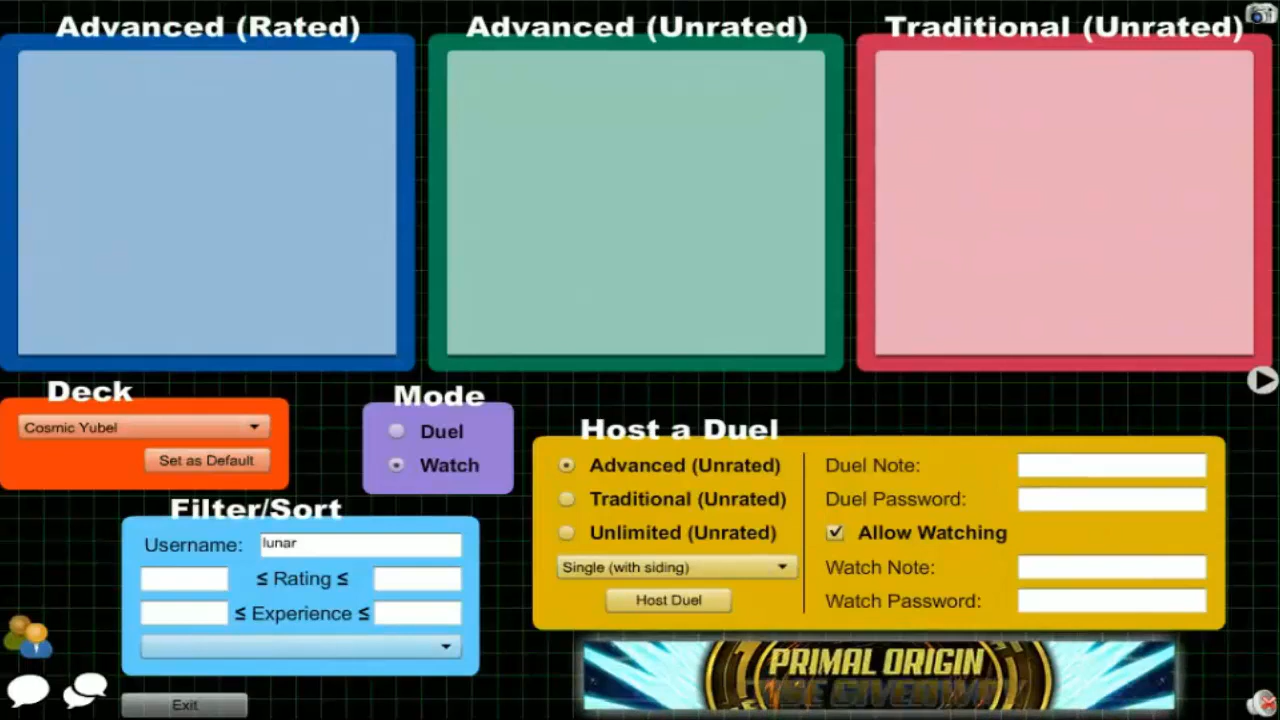 Advanced (Rated)
Advanced (Unrated)
Traditional (Unrated)
Deck
Cosmic Yubel
Set as Default
Mode
Duel
Watch
Filter/Sort
Username: lunar
≤ Rating ≤
≤ Experience ≤
Exit
Host a Duel
Advanced (Unrated)
Traditional (Unrated)
Unlimited (Unrated)
Single (with siding)
Host Duel
Duel Note:
Duel Password:
Allow Watching
Watch Note:
Watch Password:
PRIMAL ORIGIN